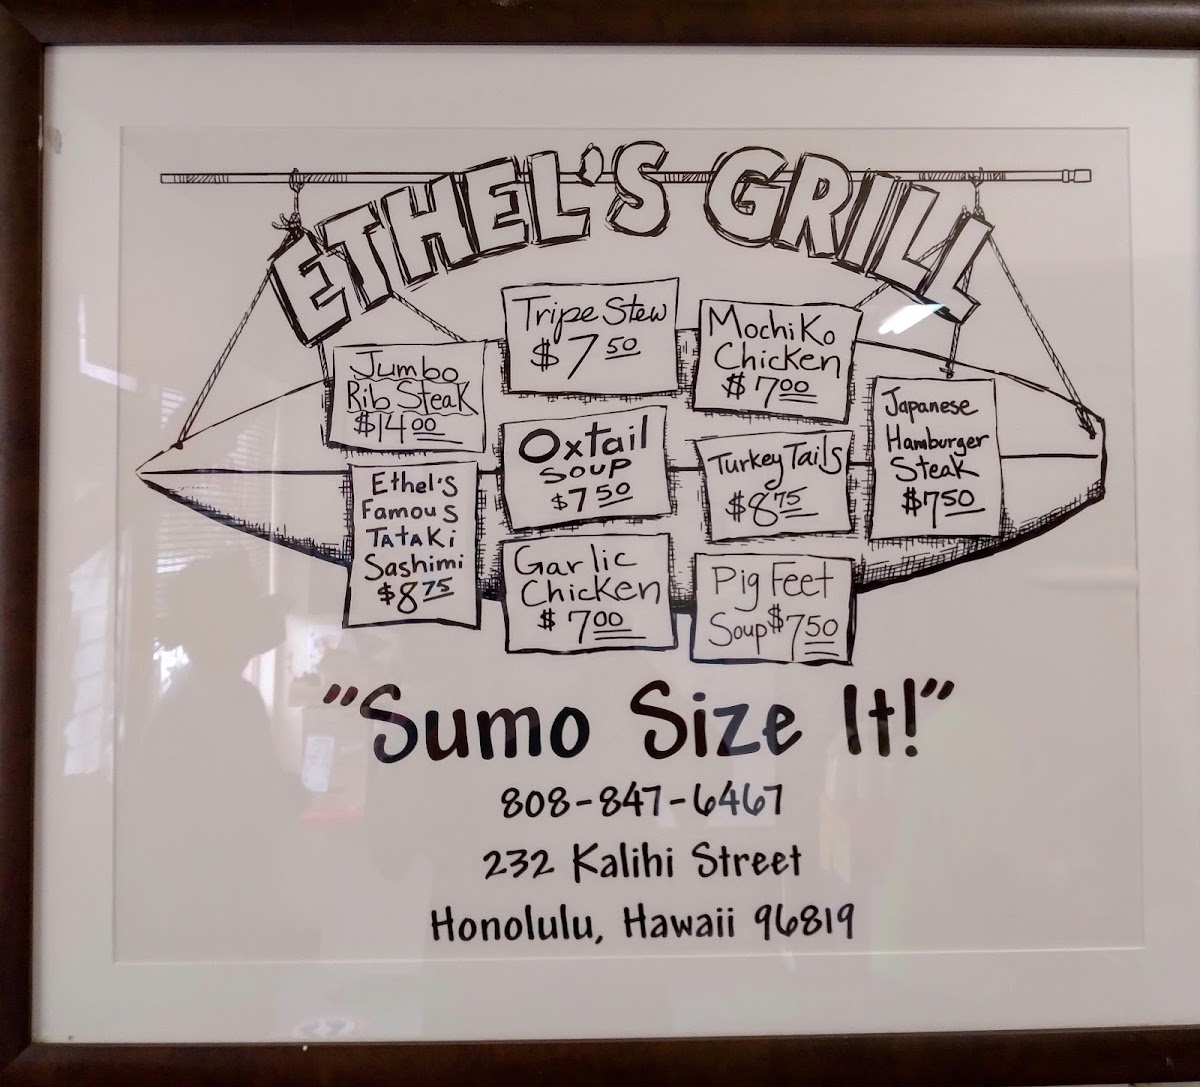 ETHEL'S GRILL
Jumbo
Rib Steak
$14.00
Tripe Stew
$7.50
Mochiko
Chicken
$7.00
Japanese
Hamburger
Steak
$7.50
Ethel's
Famous
Tataki
Sashimi
$8.75
Oxtail
Soup
$7.50
Turkey Tails
$8.75
Garlic
Chicken
$7.00
Pig Feet
Soup $7.50
"Sumo Size It!"
808-847-6467
232 Kalihi Street
Honolulu, Hawaii 96819